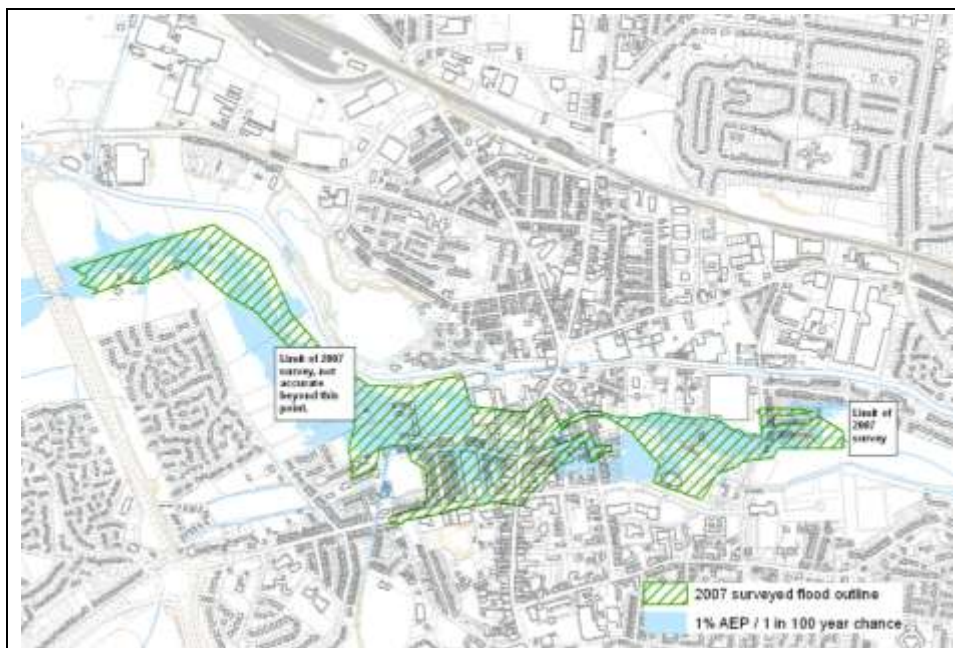 Limit of 2007
survey, not
accurate
beyond this
point.
Limit of
2007
survey
2007 surveyed flood outline
1% AEP / 1 in 100 year chance